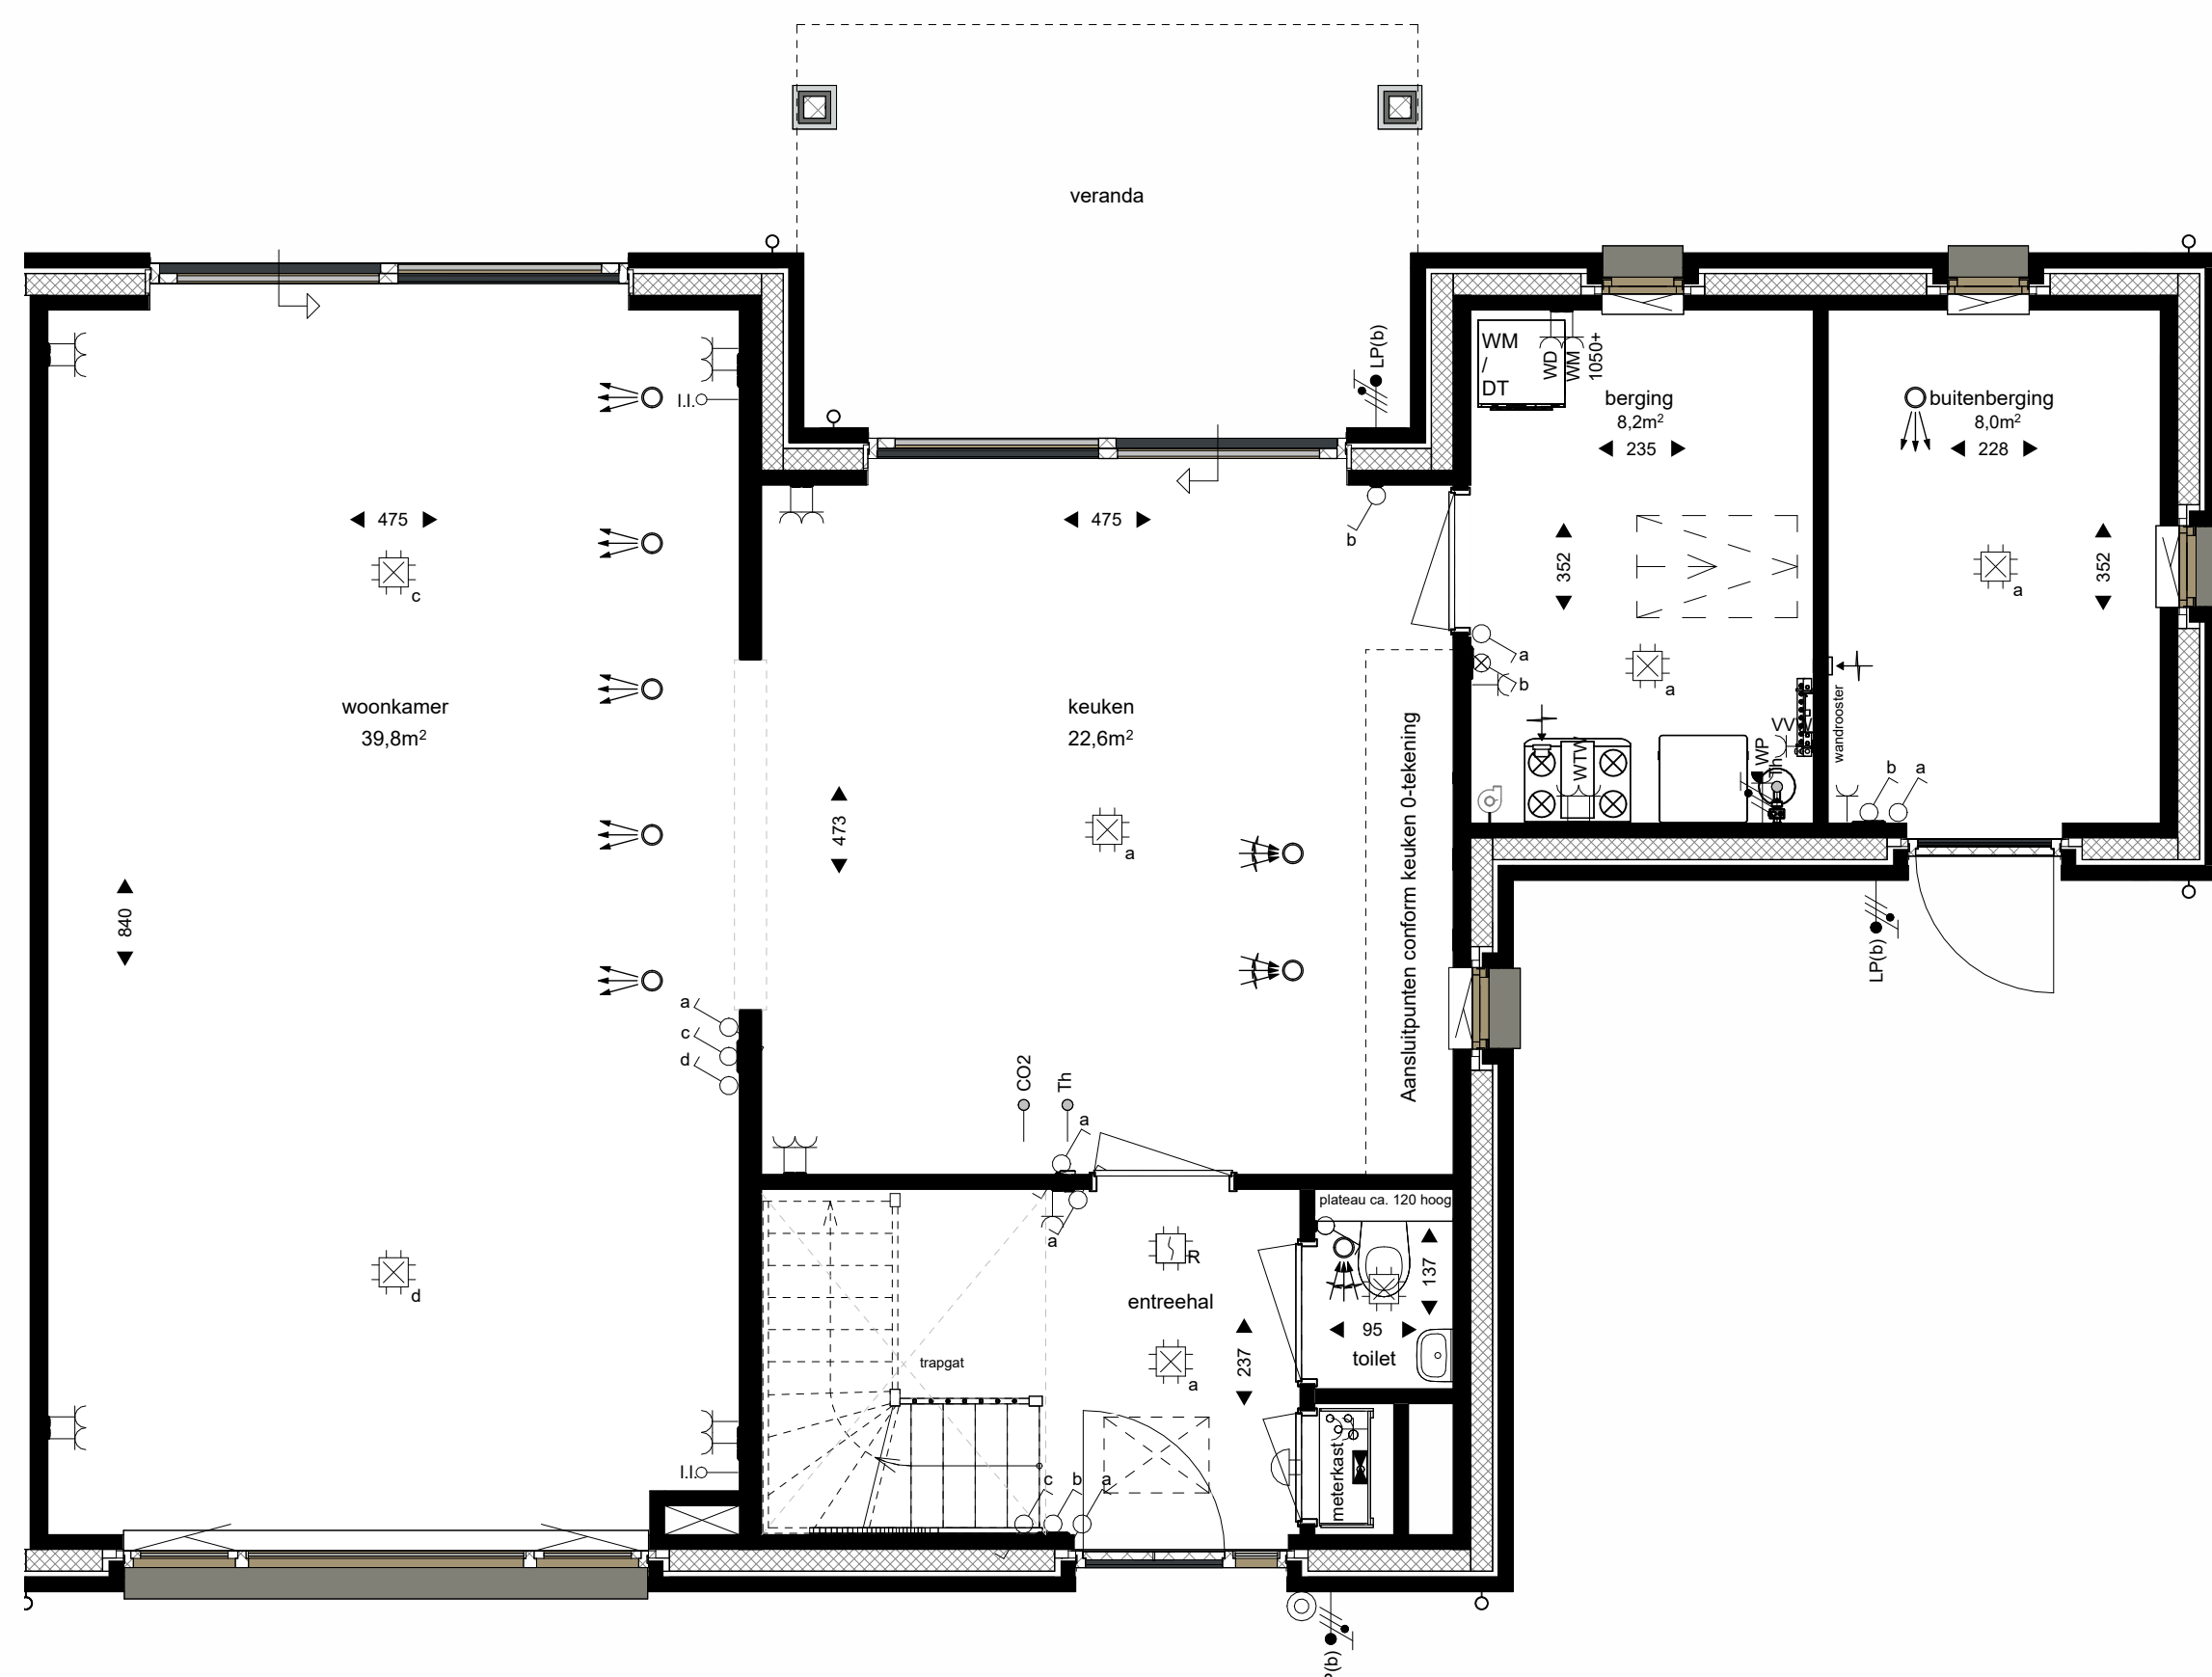 veranda
LP(b)
WM
/
DT
WD
WM
1050+
berging
8,2m²
235
buitenberging
8,0m²
228
I.I.
475
c
475
b
352
352
a
woonkamer
39,8m²
keuken
22,6m²
a
b
a
wandrooster
Aansluitpunten conform keuken 0-tekening
473
a
WTW
WP
Th
b
a
840
LP(b)
a
c
d
CO2
Th
a
plateau ca. 120 hoog
a
R
137
entreehal
d
95
toilet
237
trapgat
a
meterkast
I.I.
c
b
a